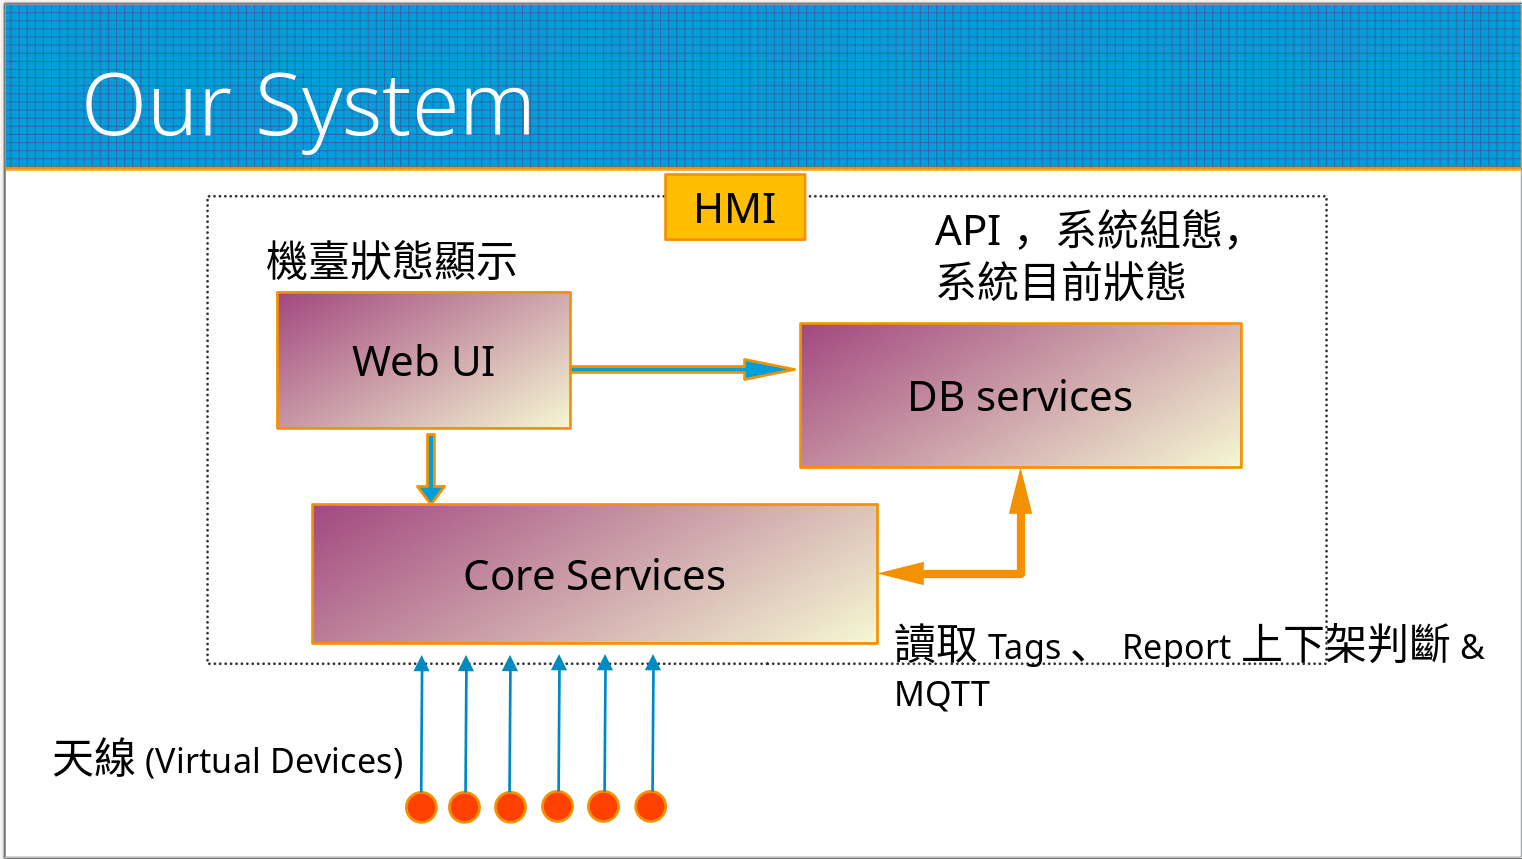 Our System
HMI
機臺狀態顯示
API ，系統組態，
系統目前狀態
Web UI
DB services
Core Services
讀取 Tags 、 Report 上下架判斷 &
MQTT
天線 (Virtual Devices)